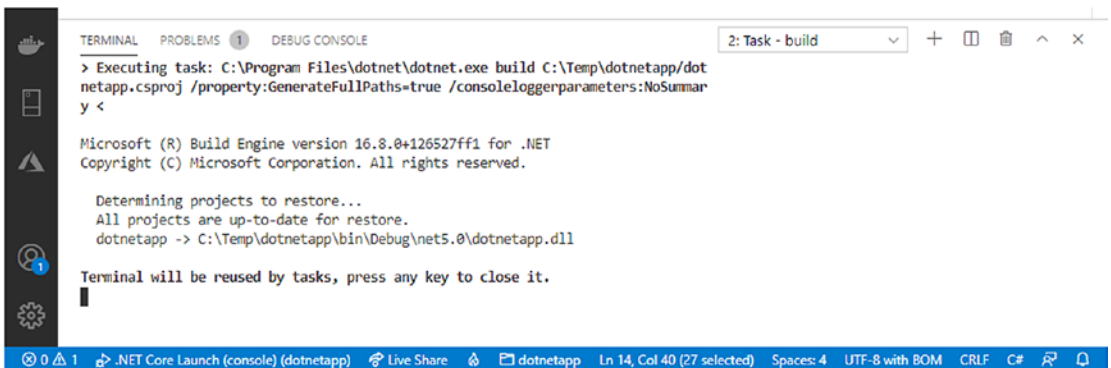 TERMINAL PROBLEMS 1 DEBUG CONSOLE 2: Task - build
> Executing task: C:\Program Files\dotnet\dotnet.exe build C:\Temp\dotnetapp/dot
netapp.csproj /property:GenerateFullPaths=true /consoleloggerparameters:NoSummar
y <
Microsoft (R) Build Engine version 16.8.0+126527ff1 for .NET
Copyright (C) Microsoft Corporation. All rights reserved.
Determining projects to restore...
All projects are up-to-date for restore.
dotnetapp -> C:\Temp\dotnetapp\bin\Debug\net5.0\dotnetapp.dll
1
Terminal will be reused by tasks, press any key to close it.
0 1 .NET Core Launch (console) (dotnetapp) Live Share dotnetapp Ln 14, Col 40 (27 selected) Spaces: 4 UTF-8 with BOM CRLF C#